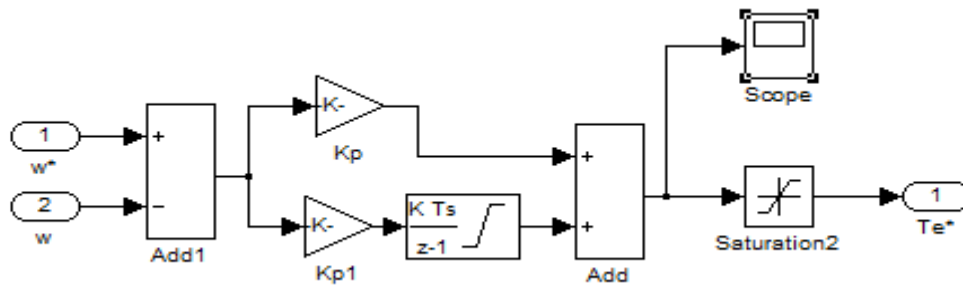 Scope
1
w*
+
K-
Kp
2
w
−
Add1
K-
Kp1
K Ts
z-1
+
+
Add
Saturation2
1
Te*